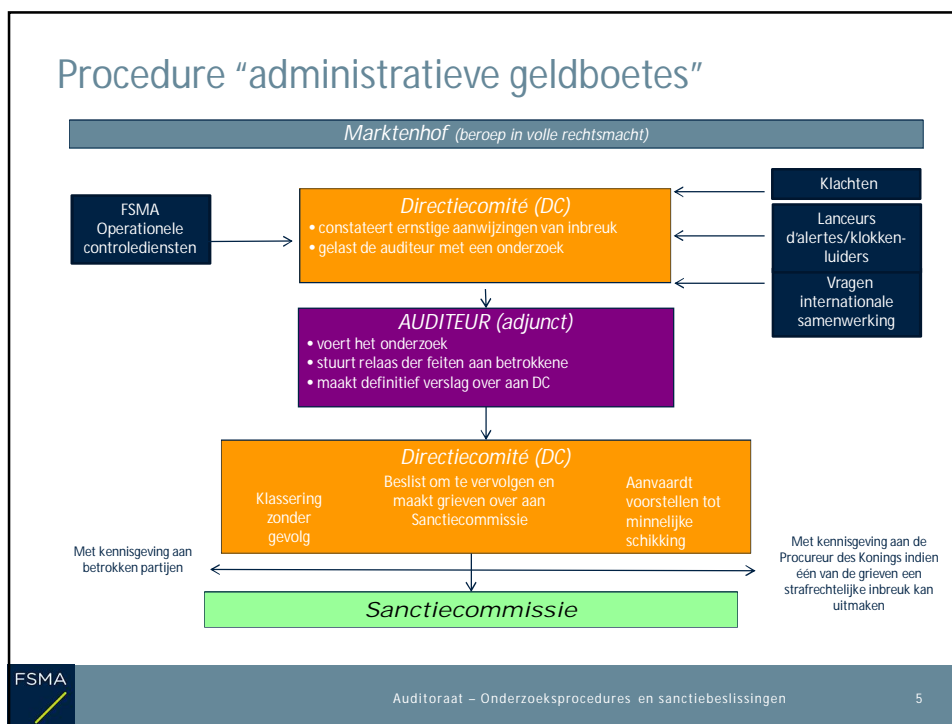 Procedure “administratieve geldboetes”
Marktenhof (beroep in volle rechtsmacht)
FSMA
Operationele
controlediensten
Directiecomité (DC)
• constateert ernstige aanwijzingen van inbreuk
• gelast de auditeur met een onderzoek
Klachten
Lanceurs
d’alertes/klokken-
luiders
Vragen
internationale
samenwerking
AUDITEUR (adjunct)
• voert het onderzoek
• stuurt relaas der feiten aan betrokkene
• maakt definitief verslag over aan DC
Directiecomité (DC)
Klassering
zonder
gevolg
Beslist om te vervolgen en
maakt grieven over aan
Sanctiecommissie
Aanvaardt
voorstellen tot
minnelijke
schikking
Met kennisgeving aan
betrokken partijen
Met kennisgeving aan de
Procureur des Konings indien
één van de grieven een
strafrechtelijke inbreuk kan
uitmaken
Sanctiecommissie
FSMA
Auditoraat – Onderzoeksprocedures en sanctiebeslissingen
5